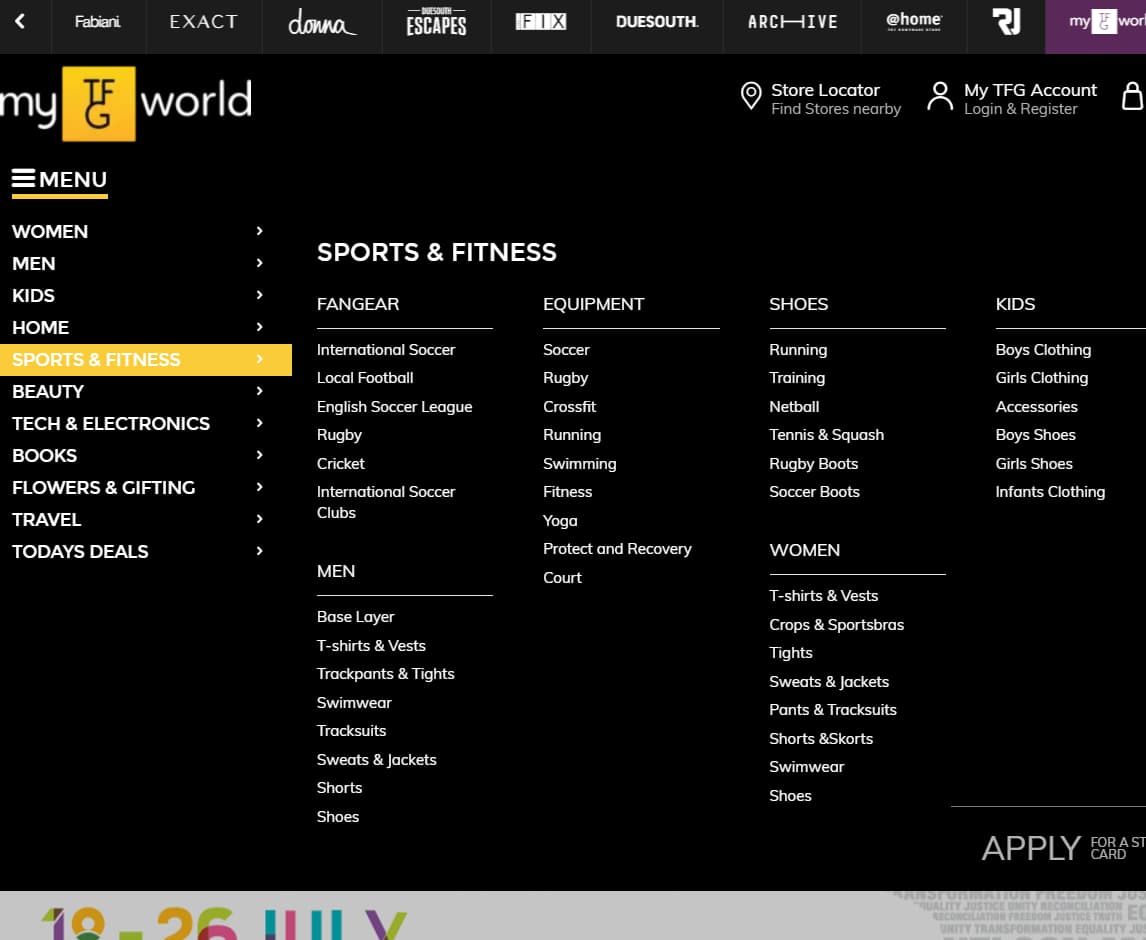 Fabiani.
EXACT
donna
DUESOUTH
ESCAPES
FIX
DUESOUTH.
ARCHIVE
@home
RJ
my TFG worl
my TFG world
Store Locator
Find Stores nearby
My TFG Account
Login & Register
MENU
WOMEN
MEN
KIDS
HOME
SPORTS & FITNESS
BEAUTY
TECH & ELECTRONICS
BOOKS
FLOWERS & GIFTING
TRAVEL
TODAYS DEALS
SPORTS & FITNESS
FANGEAR
International Soccer
Local Football
English Soccer League
Rugby
Cricket
International Soccer
Clubs
MEN
Base Layer
T-shirts & Vests
Trackpants & Tights
Swimwear
Tracksuits
Sweats & Jackets
Shorts
Shoes
EQUIPMENT
Soccer
Rugby
Crossfit
Running
Swimming
Fitness
Yoga
Protect and Recovery
Court
SHOES
Running
Training
Netball
Tennis & Squash
Rugby Boots
Soccer Boots
WOMEN
T-shirts & Vests
Crops & Sportsbras
Tights
Sweats & Jackets
Pants & Tracksuits
Shorts &Skorts
Swimwear
Shoes
KIDS
Boys Clothing
Girls Clothing
Accessories
Boys Shoes
Girls Shoes
Infants Clothing
APPLY
FOR A ST
CARD
18 - 26 JULY
TRANSFORMATION FREEDOM JUS
QUALITY JUSTICE UNITY RECONCILIATION EQ
RECONCILIATION FREEDOM JUSTICE TRUTH
UNITY TRANSFORMATION EQUALITY JU